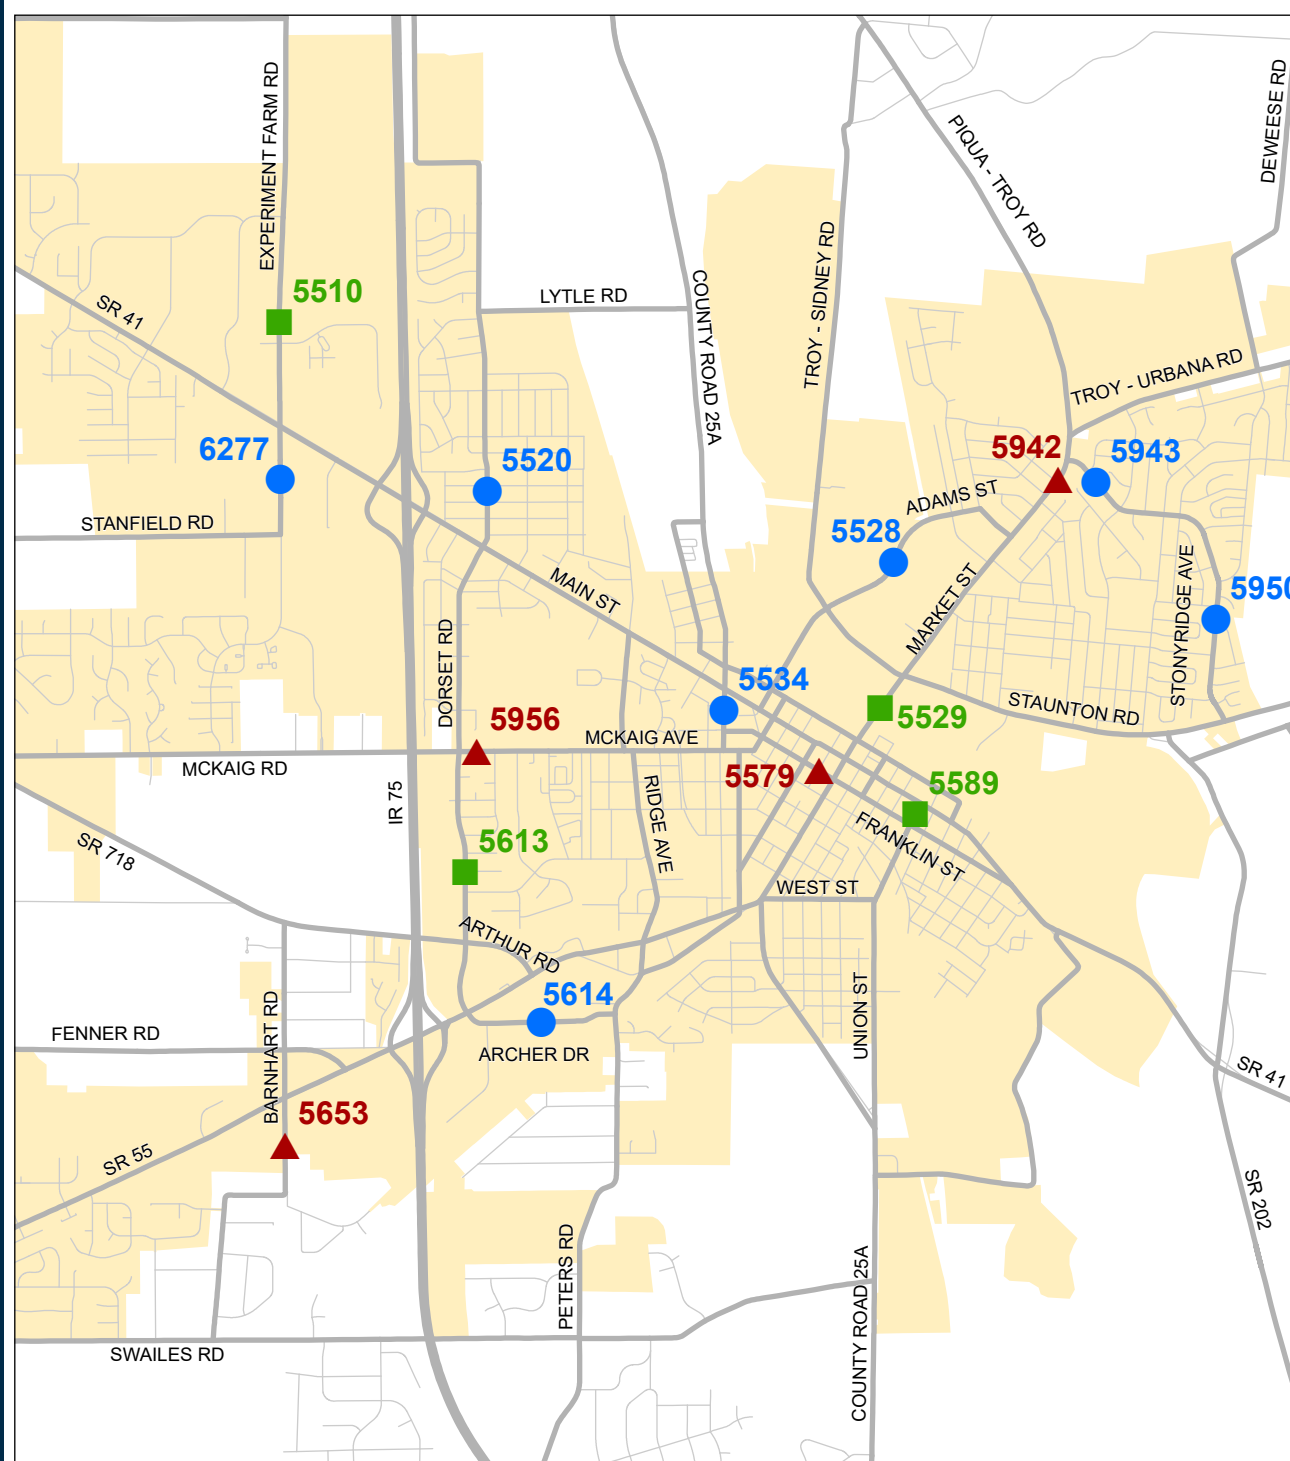 EXPERIMENT FARM RD
DEWEESE RD
PIQUA - TROY RD
TROY - SIDNEY RD
COUNTY ROAD 25A
5510
LYTLE RD
SR 41
TROY - URBANA RD
6277
5520
5942
5943
ADAMS ST
STANFIELD RD
5528
MAIN ST
MARKET ST
STONYRIDGE AVE
5950
DORSET RD
5534
STAUNTON RD
5956
5529
MCKAIG AVE
MCKAIG RD
5579
5589
IR 75
RIDGE AVE
SR 718
5613
FRANKLIN ST
WEST ST
ARTHUR RD
5614
UNION ST
BARNHART RD
FENNER RD
ARCHER DR
SR 41
5653
SR 55
SR 202
PETERS RD
COUNTY ROAD 25A
SWAILES RD